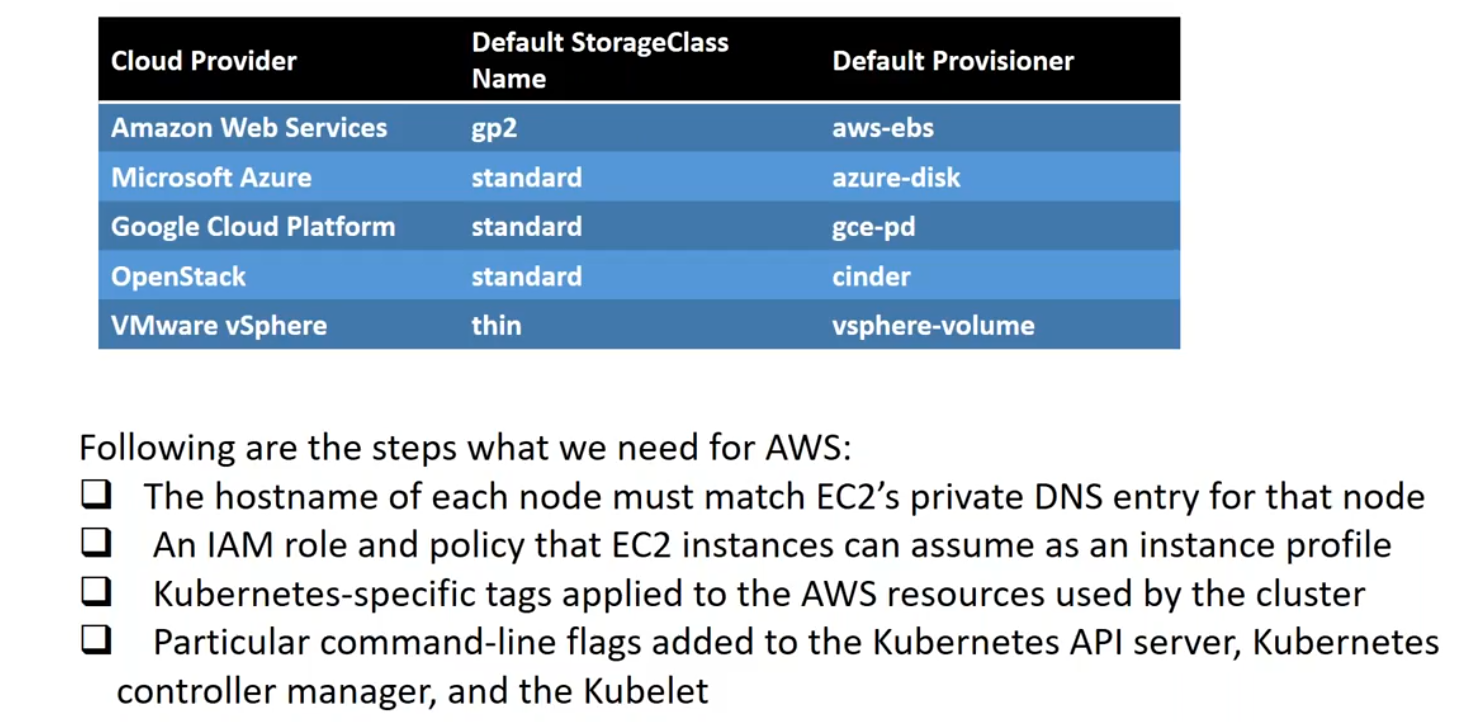 Cloud Provider Default StorageClass Name Default Provisioner
Amazon Web Services gp2 aws-ebs
Microsoft Azure standard azure-disk
Google Cloud Platform standard gce-pd
OpenStack standard cinder
VMware vSphere thin vsphere-volume
Following are the steps what we need for AWS:
❑ The hostname of each node must match EC2’s private DNS entry for that node
❑ An IAM role and policy that EC2 instances can assume as an instance profile
❑ Kubernetes-specific tags applied to the AWS resources used by the cluster
❑ Particular command-line flags added to the Kubernetes API server, Kubernetes
controller manager, and the Kubelet